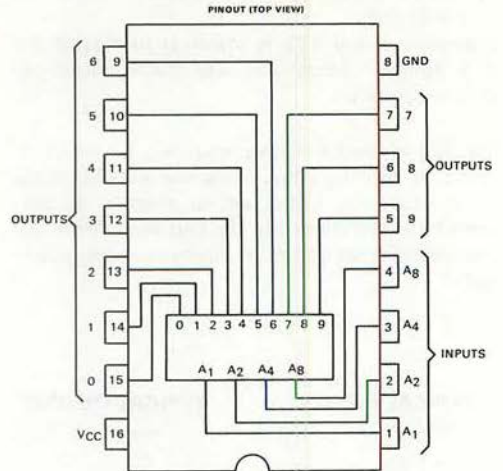 PINOUT (TOP VIEW)
6 9 8 GND
5 10 7 7
4 11 6 8
OUTPUTS OUTPUTS
3 12 5 9
2 13 4 A8
1 14 3 A4
0 1 2 3 4 5 6 7 8 9
INPUTS
0 15 2 A2
A1 A2 A4 A8
VCC 16 1 A1